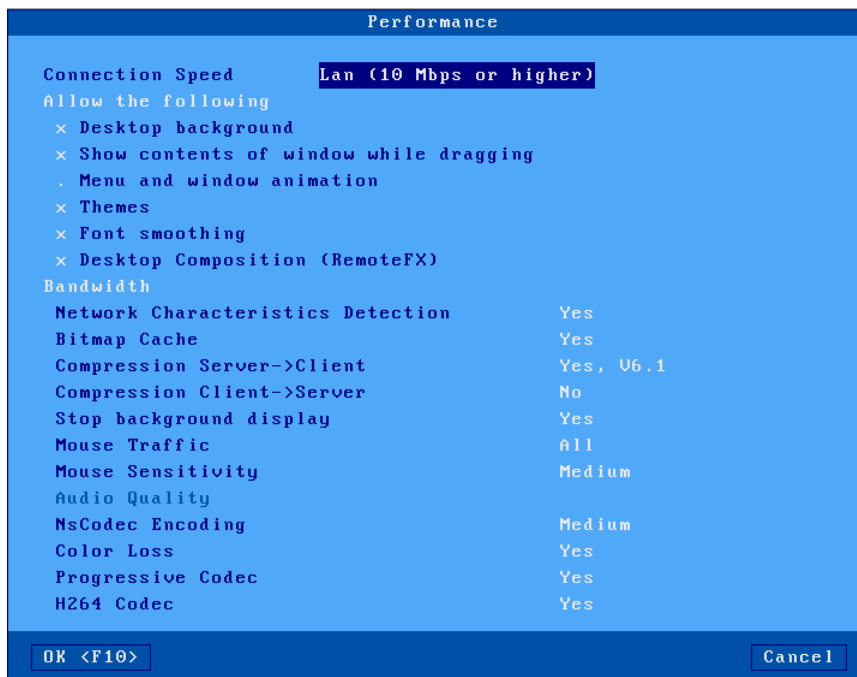 Performance
Connection Speed Lan (10 Mbps or higher)
Allow the following
x Desktop background
x Show contents of window while dragging
. Menu and window animation
x Themes
x Font smoothing
x Desktop Composition (RemoteFX)
Bandwidth
Network Characteristics Detection Yes
Bitmap Cache Yes
Compression Server->Client Yes, V6.1
Compression Client->Server No
Stop background display Yes
Mouse Traffic All
Mouse Sensitivity Medium
Audio Quality
NsCodec Encoding Medium
Color Loss Yes
Progressive Codec Yes
H264 Codec Yes
OK <F10> Cancel